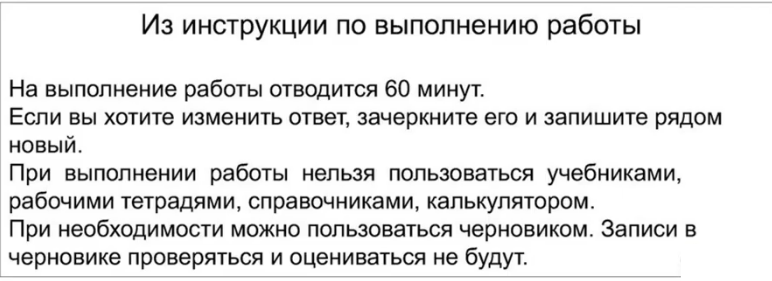 Из инструкции по выполнению работы
На выполнение работы отводится 60 минут.
Если вы хотите изменить ответ, зачеркните его и запишите рядом
новый.
При выполнении работы нельзя пользоваться учебниками,
рабочими тетрадями, справочниками, калькулятором.
При необходимости можно пользоваться черновиком. Записи в
черновике проверяться и оцениваться не будут.